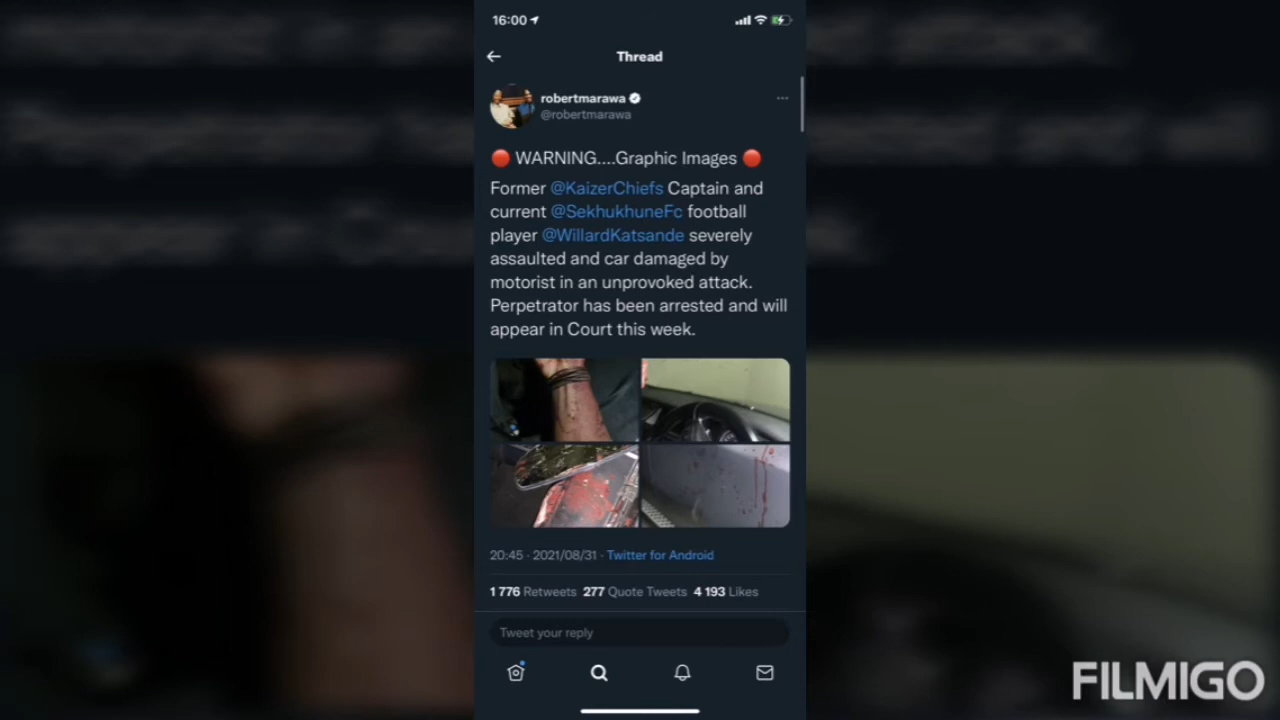 16:00
Thread
robertmarawa
@robertmarawa
🔴 WARNING....Graphic Images 🔴
Former @KaizerChiefs Captain and
current @SekhukhuneFc football
player @WillardKatsande severely
assaulted and car damaged by
motorist in an unprovoked attack.
Perpetrator has been arrested and will
appear in Court this week.
20:45 · 2021/08/31 · Twitter for Android
1 776 Retweets 277 Quote Tweets 4 193 Likes
Tweet your reply
FILMIGO